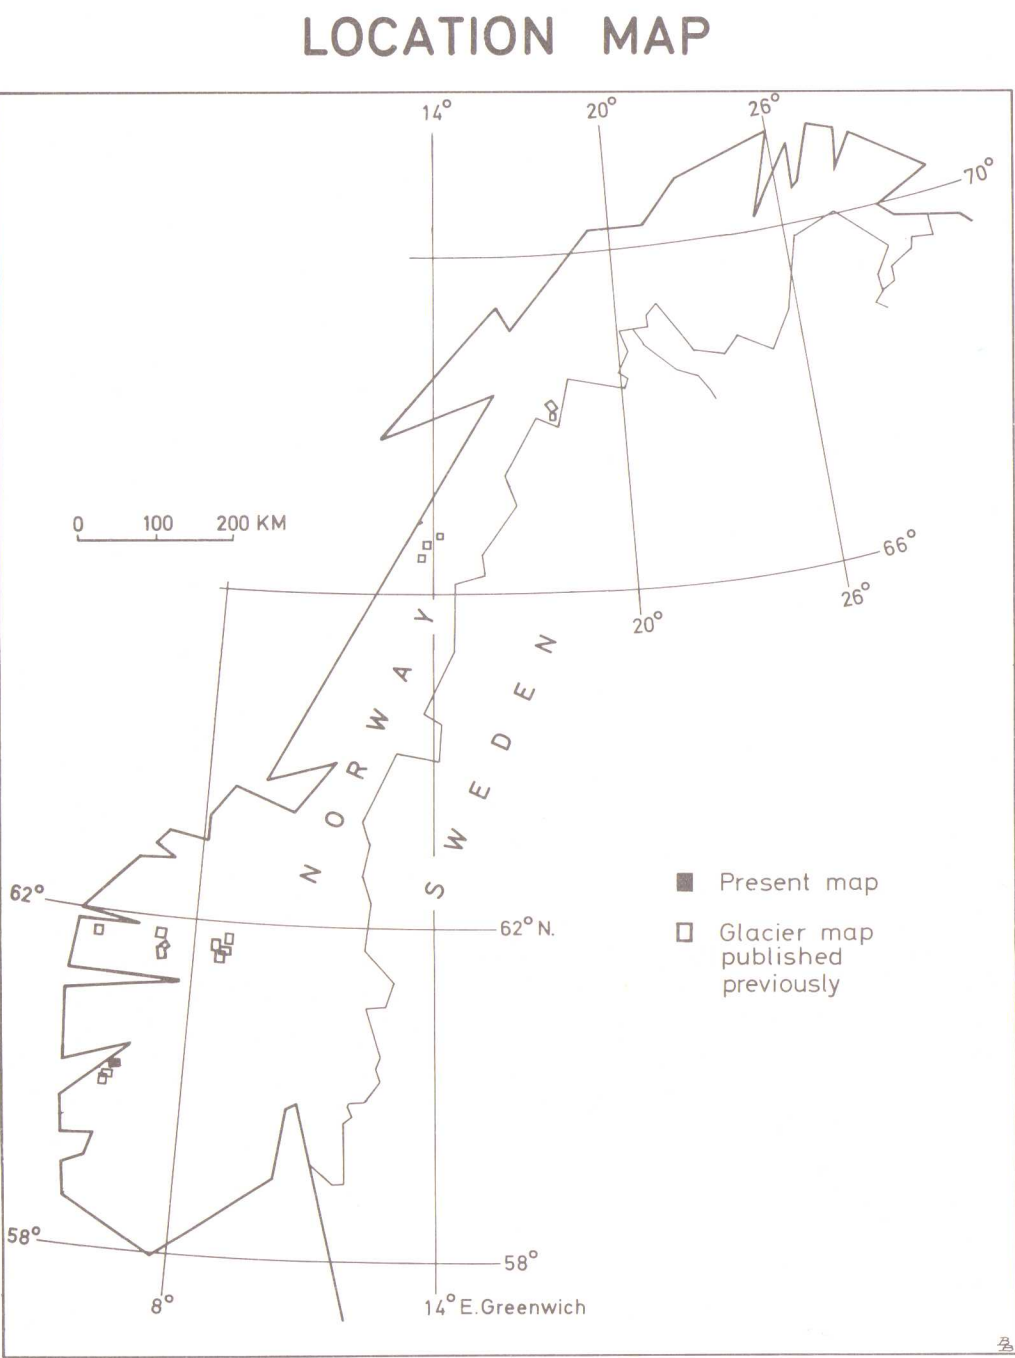 LOCATION MAP
14°
20°
26°
70°
0 100 200 KM
66°
26°
20°
NORWAY
SWEDEN
62°
62° N.
Present map
Glacier map
published
previously
58°
58°
8°
14° E.Greenwich